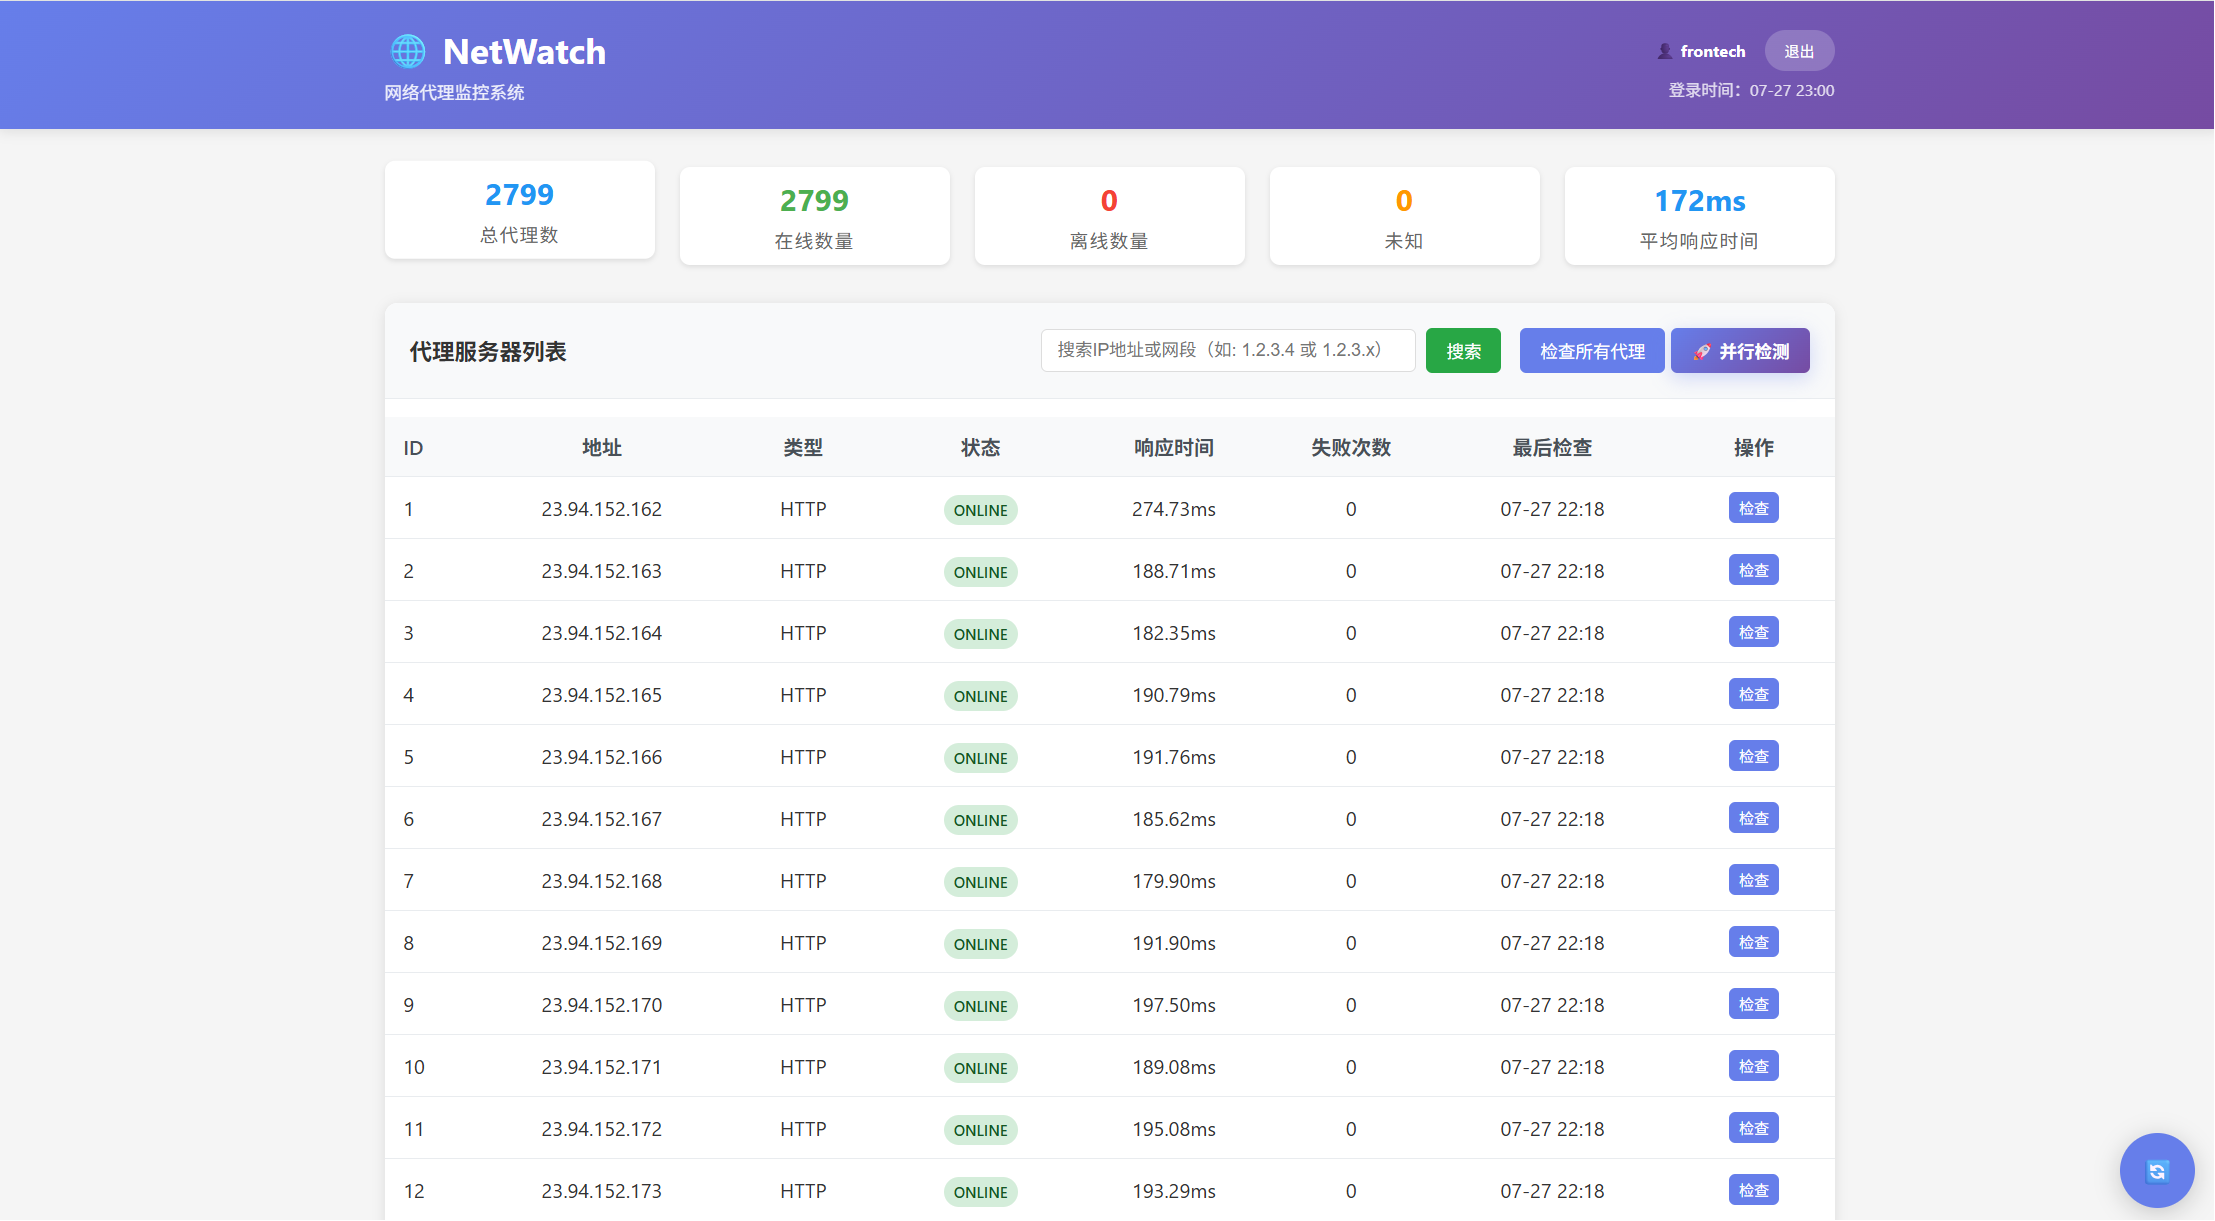 NetWatch
网络代理监控系统
frontech 退出
登录时间：07-27 23:00
2799
总代理数
2799
在线数量
0
离线数量
0
未知
172ms
平均响应时间
代理服务器列表
搜索IP地址或网段（如: 1.2.3.4 或 1.2.3.x） 搜索 检查所有代理 🚀 并行检测
ID 地址 类型 状态 响应时间 失败次数 最后检查 操作
1 23.94.152.162 HTTP ONLINE 274.73ms 0 07-27 22:18 检查
2 23.94.152.163 HTTP ONLINE 188.71ms 0 07-27 22:18 检查
3 23.94.152.164 HTTP ONLINE 182.35ms 0 07-27 22:18 检查
4 23.94.152.165 HTTP ONLINE 190.79ms 0 07-27 22:18 检查
5 23.94.152.166 HTTP ONLINE 191.76ms 0 07-27 22:18 检查
6 23.94.152.167 HTTP ONLINE 185.62ms 0 07-27 22:18 检查
7 23.94.152.168 HTTP ONLINE 179.90ms 0 07-27 22:18 检查
8 23.94.152.169 HTTP ONLINE 191.90ms 0 07-27 22:18 检查
9 23.94.152.170 HTTP ONLINE 197.50ms 0 07-27 22:18 检查
10 23.94.152.171 HTTP ONLINE 189.08ms 0 07-27 22:18 检查
11 23.94.152.172 HTTP ONLINE 195.08ms 0 07-27 22:18 检查
12 23.94.152.173 HTTP ONLINE 193.29ms 0 07-27 22:18 检查